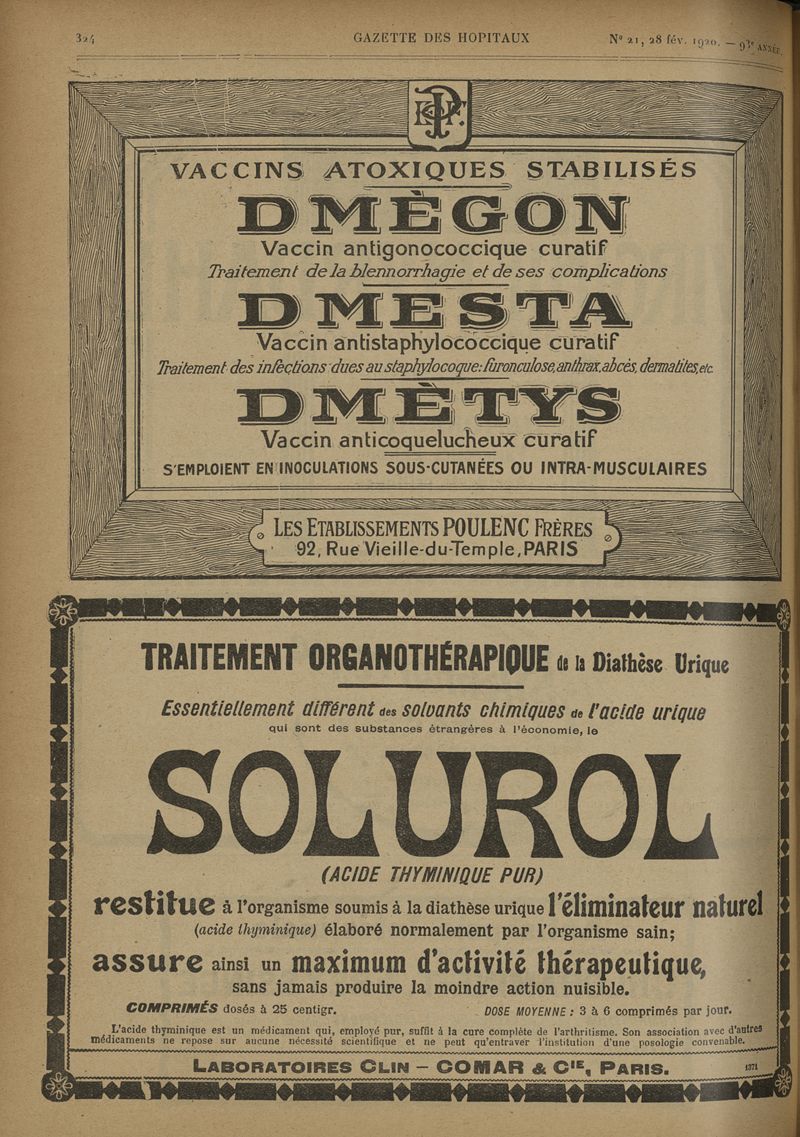 324 GAZETTE DES HOPITAUX Nº 21, 28 fév. 1920. — 93e ANNÉE.
VACCINS ATOXIQUES STABILISÉS
DMÈGON
Vaccin antigonococcique curatif
Traitement de la blennorrhagie et de ses complications
DMESTA
Vaccin antistaphylococcique curatif
Traitement des infections dues au staphylocoque: furonculose, anthrax, abcès, dermatites, etc.
DMÈTYS
Vaccin anticoquelucheux curatif
S'EMPLOIENT EN INOCULATIONS SOUS-CUTANÉES OU INTRA-MUSCULAIRES
LES ETABLISSEMENTS POULENC FRÈRES
92, Rue Vieille-du-Temple, PARIS
TRAITEMENT ORGANOTHÉRAPIQUE de la Diathèse Urique
Essentiellement différent des solvants chimiques de l'acide urique
qui sont des substances étrangères à l'économie, le
SOLUROL
(ACIDE THYMINIQUE PUR)
restitue à l'organisme soumis à la diathèse urique l'éliminateur naturel
(acide thyminique) élaboré normalement par l'organisme sain;
assure ainsi un maximum d'activité thérapeutique,
sans jamais produire la moindre action nuisible.
COMPRIMÉS dosés à 25 centigr. DOSE MOYENNE : 3 à 6 comprimés par jour.
L'acide thyminique est un médicament qui, employé pur, suffit à la cure complète de l'arthritisme. Son association avec d'autres
médicaments ne repose sur aucune nécessité scientifique et ne peut qu'entraver l'institution d'une posologie convenable.
LABORATOIRES CLIN — COMAR & CIE, PARIS. 1371